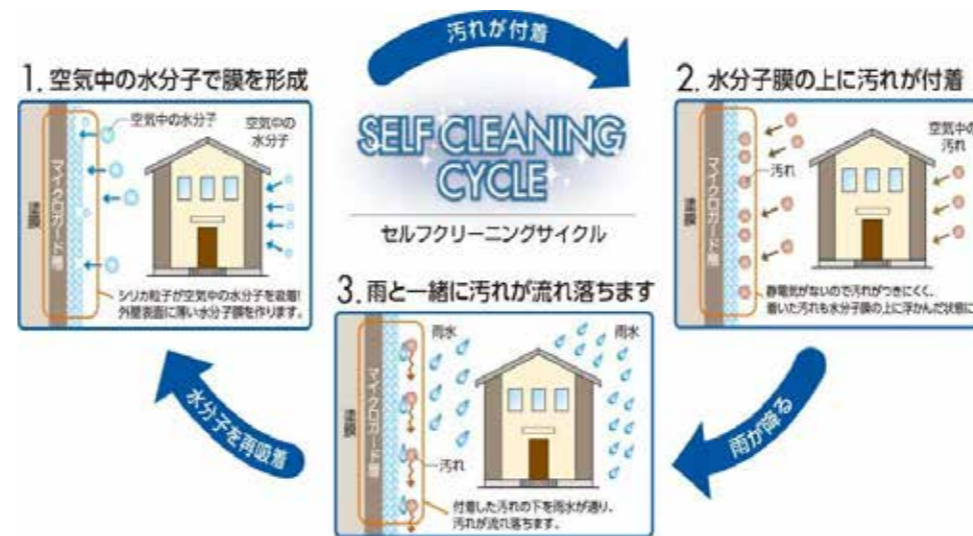 汚れが付着
1. 空気中の水分子で膜を形成
空気中の水分子
空気中の
水分子
マイクロガード層
塗膜
シリカ粒子が空気中の水分子を吸着!
外壁表面に薄い水分子膜を作ります。
SELF CLEANING
CYCLE
セルフクリーニングサイクル
2. 水分子膜の上に汚れが付着
空気中の
汚れ
汚れ
マイクロガード層
塗膜
静電気がないので汚れがつきにくく、
着いた汚れも水分子膜の上に浮かんだ状態に
雨が降る
3. 雨と一緒に汚れが流れ落ちます
雨水
雨水
マイクロガード層
塗膜
汚れ
付着した汚れの下を雨水が通り、
汚れが流れ落ちます。
水分子を再吸着